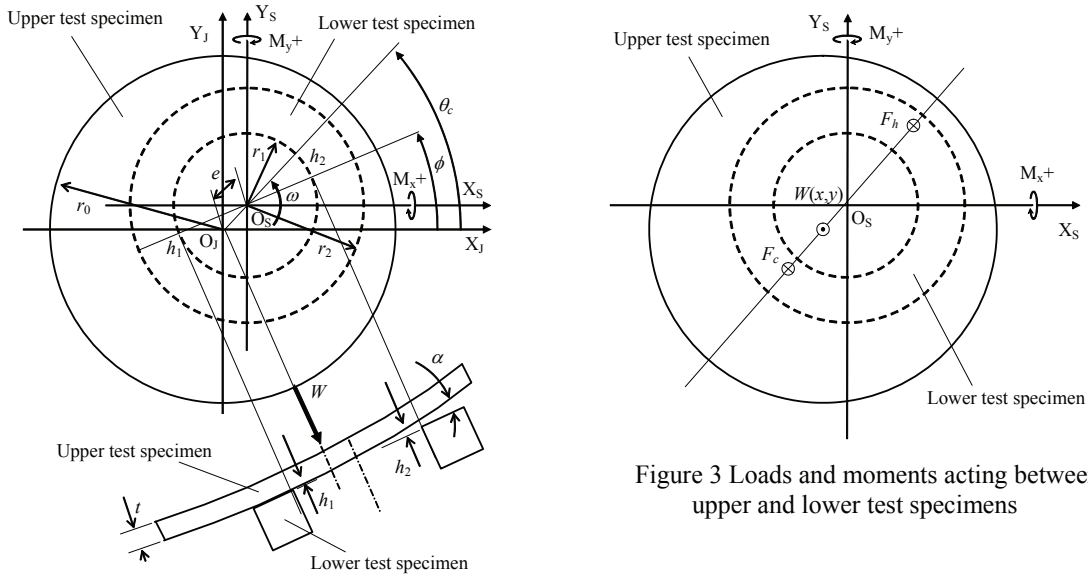 Upper test specimen
Y_J
Y_S
M_y+
Lower test specimen
θ_c
r_1
h_2
ϕ
e
ω
M_x+
X_S
r_0
O_J
O_S
X_J
h_1
r_2
W
α
Upper test specimen
h_2
t
h_1
Lower test specimen
Y_S
Upper test specimen
M_y+
F_h
M_x+
W(x,y)
O_S
X_S
F_c
Lower test specimen
Figure 3 Loads and moments acting betwee
upper and lower test specimens